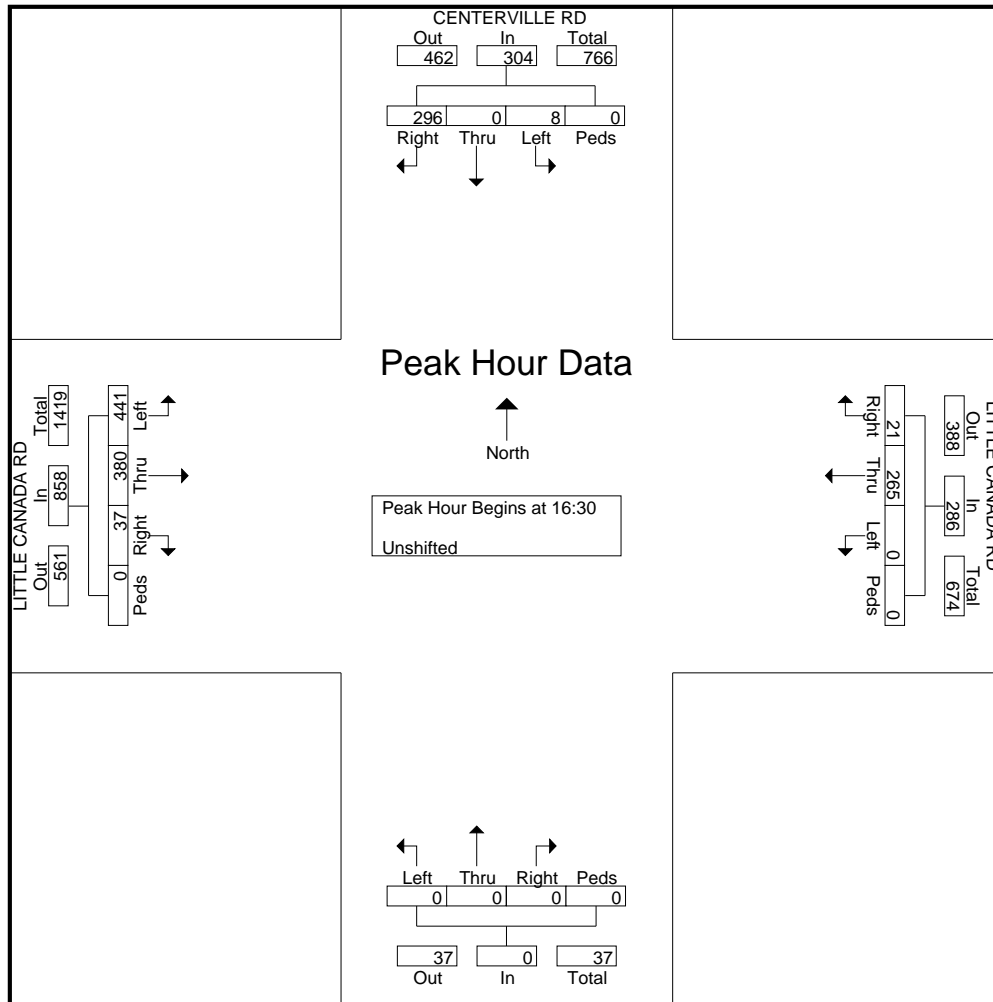 CENTERVILLE RD
Out In Total
462 304 766
296 0 8 0
Right Thru Left Peds
Peak Hour Data
North
Peak Hour Begins at 16:30
Unshifted
LITTLE CANADA RD
Out In Total
561 858 1419
441 380 37 0
Left Thru Right Peds
LITTLE CANADA RD
Out In Total
388 286 674
21 265 0 0
Right Thru Left Peds
Left Thru Right Peds
0 0 0 0
37 0 37
Out In Total